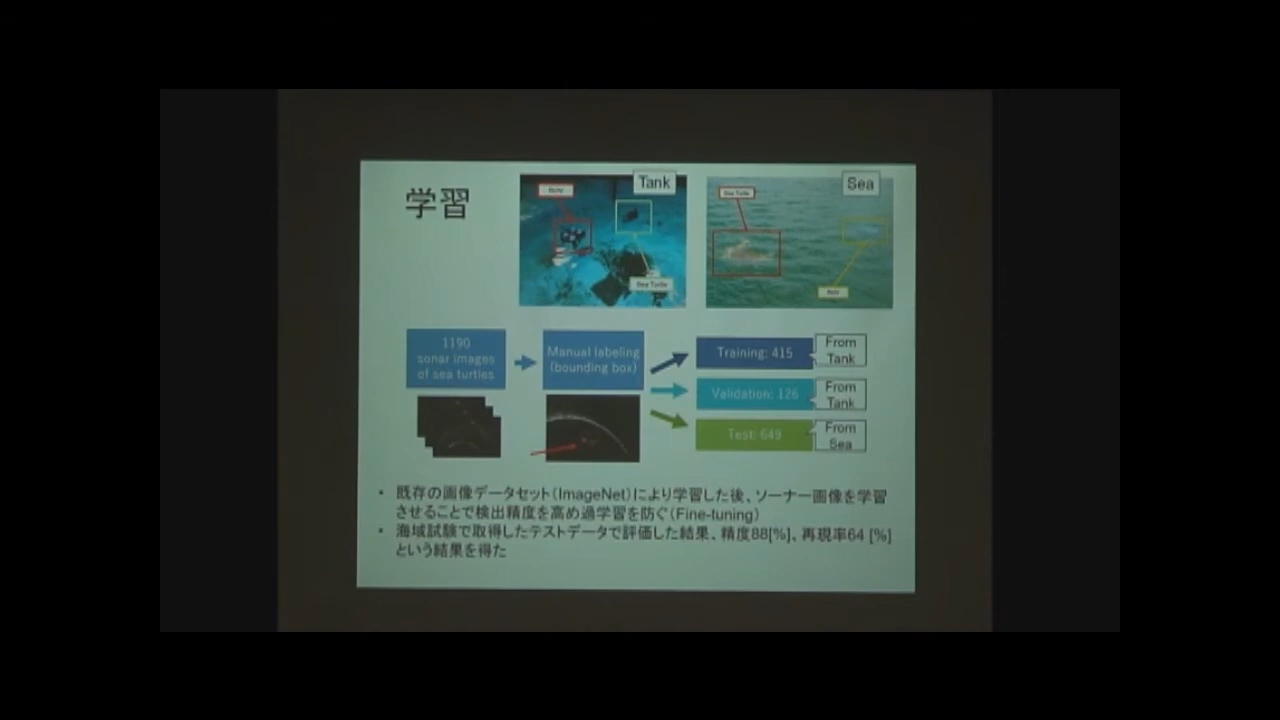 学習
Tank
Sea
Sea Turtle
Sea Turtle
1190
sonar images
of sea turtles
Manual labeling
(bounding box)
Training: 415
From
Tank
Validation: 126
From
Tank
Test: 649
From
Sea
• 既存の画像データセット（ImageNet）により学習した後、ソーナー画像を学習
させることで検出精度を高め過学習を防ぐ（Fine-tuning）
• 海域試験で取得したテストデータで評価した結果、精度88[%]、再現率64 [%]
という結果を得た